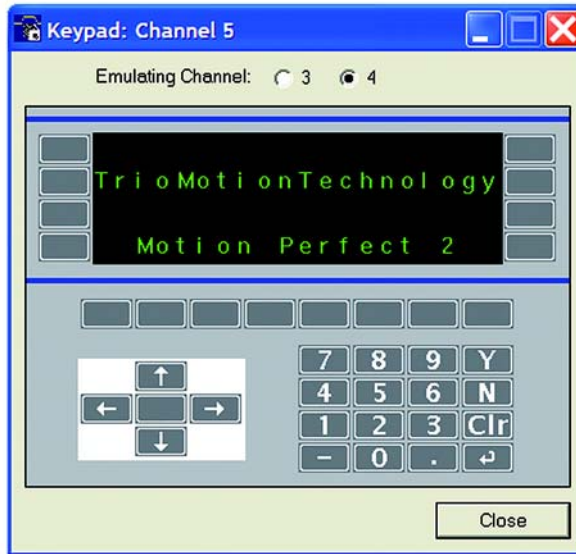 Keypad: Channel 5
Emulating Channel: 3 4
TrioMotionTechnology
Motion Perfect 2
7 8 9 Y
↑
4 5 6 N
← →
1 2 3 Clr
↓
- 0 . ↵
Close